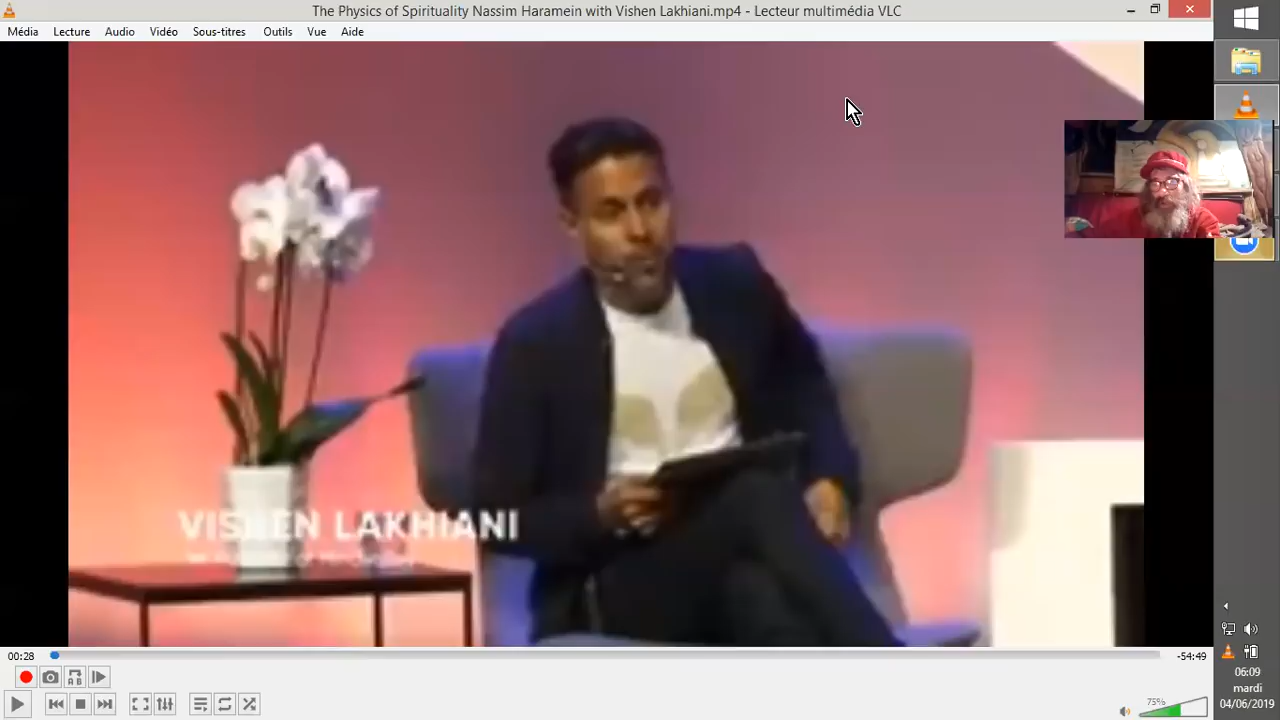 The Physics of Spirituality Nassim Haramein with Vishen Lakhiani.mp4 - Lecteur multimédia VLC
Média Lecture Audio Vidéo Sous-titres Outils Vue Aide
VISHEN LAKHIANI
00:28
-54:49
75%
06:09
mardi
04/06/2019